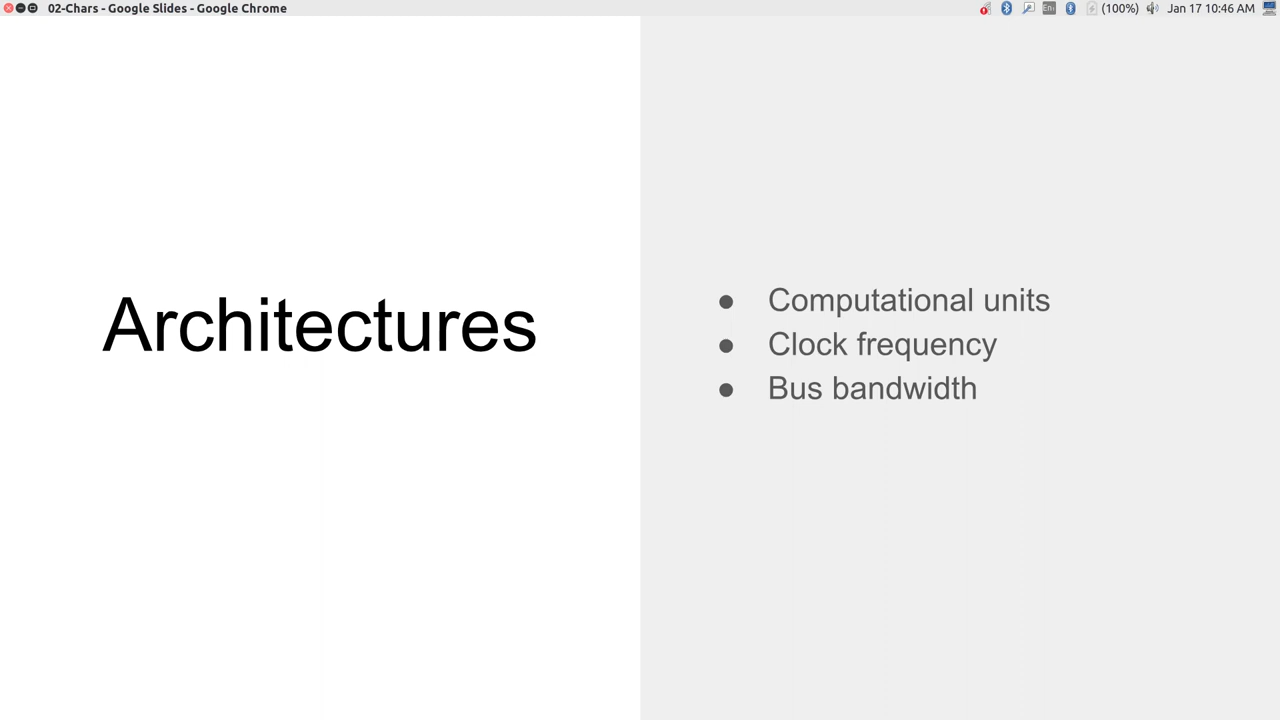 02-Chars - Google Slides - Google Chrome
En
(100%)
Jan 17 10:46 AM
Architectures
● Computational units
● Clock frequency
● Bus bandwidth